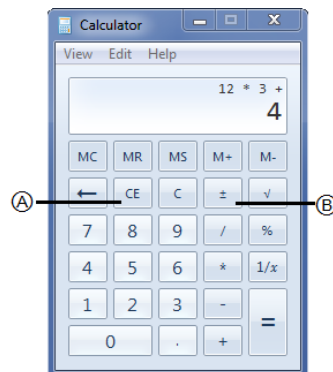 Calculator
View Edit Help
12 * 3 +
4
MC MR MS M+ M-
← CE C ± √
7 8 9 / %
4 5 6 * 1/x
1 2 3 - =
0 . +
A
B